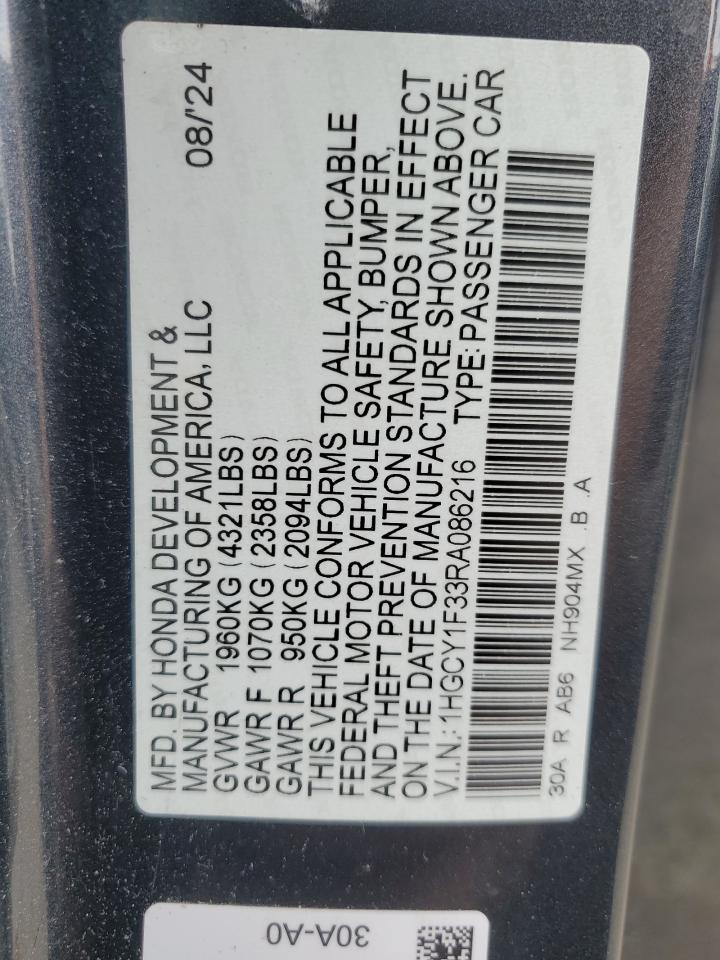 MFD. BY HONDA DEVELOPMENT &
MANUFACTURING OF AMERICA, LLC 08/'24
GVWR 1960KG (4321LBS)
GAWR F 1070KG (2358LBS)
GAWR R 950KG (2094LBS)
THIS VEHICLE CONFORMS TO ALL APPLICABLE
FEDERAL MOTOR VEHICLE SAFETY, BUMPER,
AND THEFT PREVENTION STANDARDS IN EFFECT
ON THE DATE OF MANUFACTURE SHOWN ABOVE.
V.I.N.: 1HGCY1F33RA086216 TYPE: PASSENGER CAR
30A R AB6 NH904MX .B .A
30A-A0